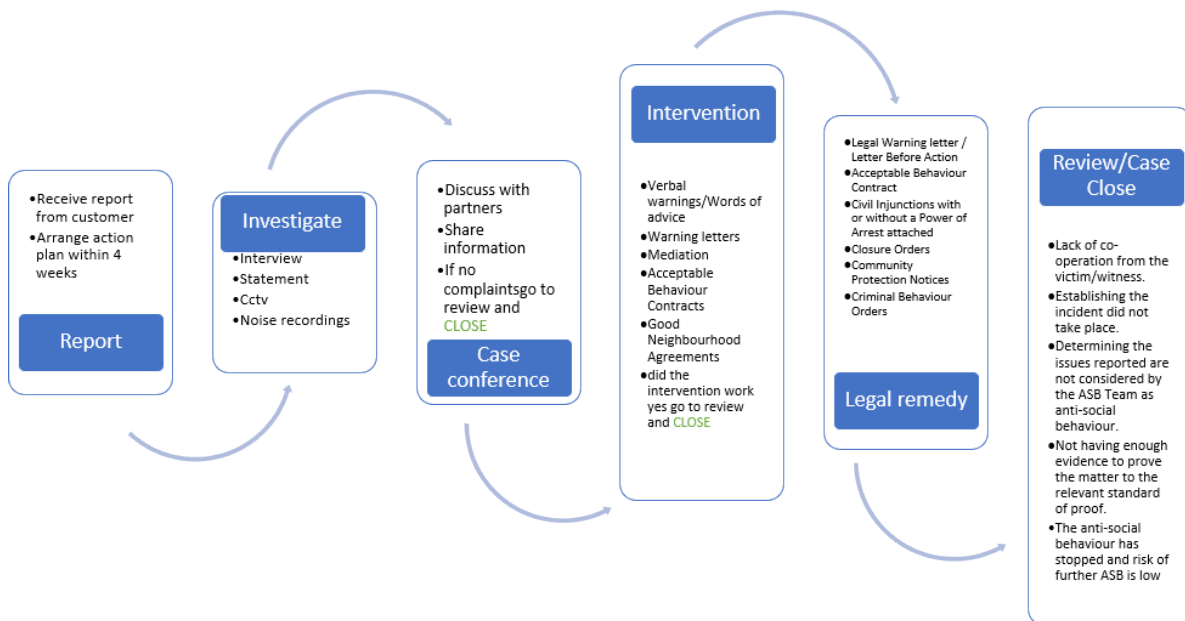 •Receive report
from customer
•Arrange action
plan within 4
weeks
Report
Investigate
•Interview
•Statement
•Cctv
•Noise recordings
•Discuss with
partners
•Share
information
•If no
complaintsgo to
review and
CLOSE
Case
conference
Intervention
•Verbal
warnings/Words of
advice
•Warning letters
•Mediation
•Acceptable
Behaviour
Contracts
•Good
Neighbourhood
Agreements
•did the
intervention work
yes go to review
and CLOSE
•Legal Warning letter /
Letter Before Action
•Acceptable Behaviour
Contract
•Civil Injunctions with
or without a Power of
Arrest attached
•Closure Orders
•Community
Protection Notices
•Criminal Behaviour
Orders
Legal remedy
Review/Case
Close
•Lack of co-
operation from the
victim/witness.
•Establishing the
incident did not
take place.
•Determining the
issues reported are
not considered by
the ASB Team as
anti-social
behaviour.
•Not having enough
evidence to prove
the matter to the
relevant standard
of proof.
•The anti-social
behaviour has
stopped and risk of
further ASB is low